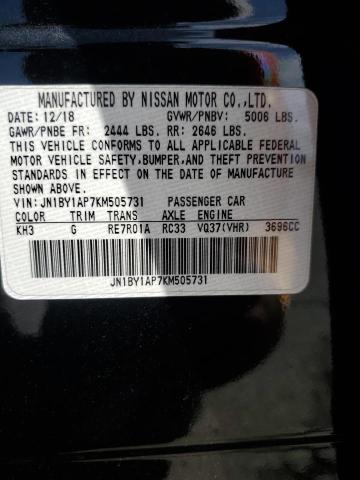 MANUFACTURED BY NISSAN MOTOR CO.,LTD.
DATE: 12/18 GVWR/PNBV: 5006 LBS.
GAWR/PNBE FR: 2444 LBS. RR: 2646 LBS.
THIS VEHICLE CONFORMS TO ALL APPLICABLE FEDERAL
MOTOR VEHICLE SAFETY,BUMPER,AND THEFT PREVENTION
STANDARDS IN EFFECT ON THE DATE OF MANUFACTURE
SHOWN ABOVE.
VIN: JN1BY1AP7KM505731 PASSENGER CAR
COLOR TRIM TRANS AXLE ENGINE
KH3 G RE7R01A RC33 VQ37(VHR) 3696CC
JN1BY1AP7KM505731